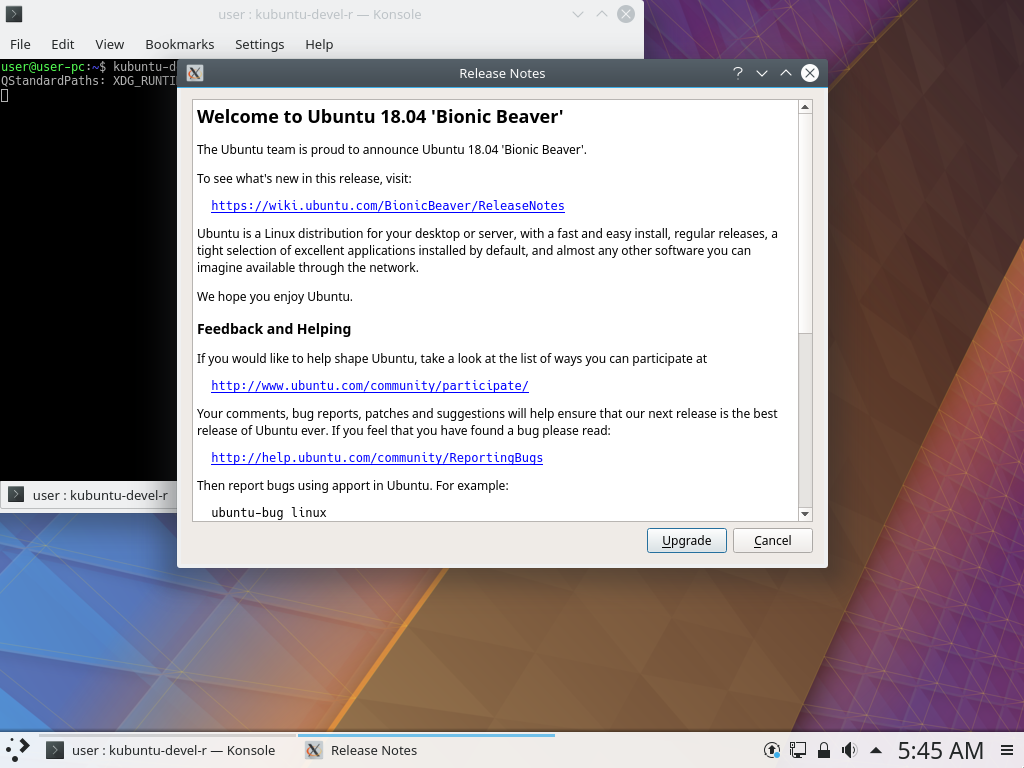 user : kubuntu-devel-r — Konsole
File Edit View Bookmarks Settings Help
user@user-pc:~$ kubuntu-d
QStandardPaths: XDG_RUNTI
Release Notes
Welcome to Ubuntu 18.04 'Bionic Beaver'
The Ubuntu team is proud to announce Ubuntu 18.04 'Bionic Beaver'.
To see what's new in this release, visit:
https://wiki.ubuntu.com/BionicBeaver/ReleaseNotes
Ubuntu is a Linux distribution for your desktop or server, with a fast and easy install, regular releases, a
tight selection of excellent applications installed by default, and almost any other software you can
imagine available through the network.
We hope you enjoy Ubuntu.
Feedback and Helping
If you would like to help shape Ubuntu, take a look at the list of ways you can participate at
http://www.ubuntu.com/community/participate/
Your comments, bug reports, patches and suggestions will help ensure that our next release is the best
release of Ubuntu ever. If you feel that you have found a bug please read:
http://help.ubuntu.com/community/ReportingBugs
Then report bugs using apport in Ubuntu. For example:
ubuntu-bug linux
Upgrade Cancel
user : kubuntu-devel-r
user : kubuntu-devel-r — Konsole
Release Notes
5:45 AM